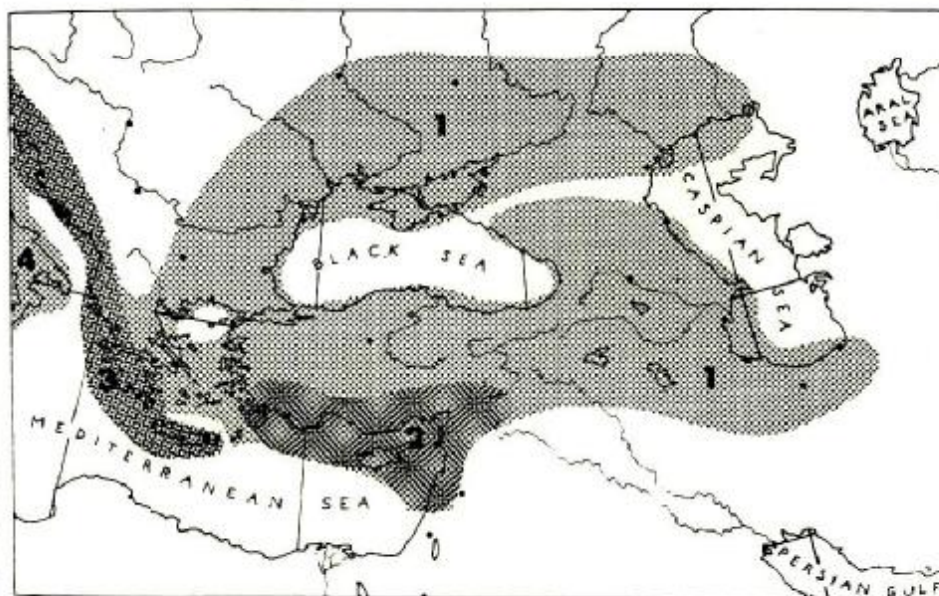 1
ARAL
SEA
CASPIAN
SEA
4
BLACK SEA
3
1
2
MEDITERRANEAN SEA
PERSIAN GULF